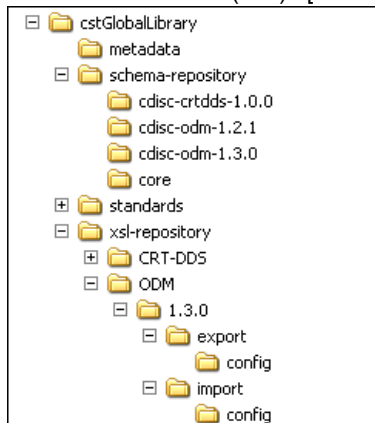 cstGlobalLibrary
metadata
schema-repository
cdisc-crtdds-1.0.0
cdisc-odm-1.2.1
cdisc-odm-1.3.0
core
standards
xsl-repository
CRT-DDS
ODM
1.3.0
export
config
import
config